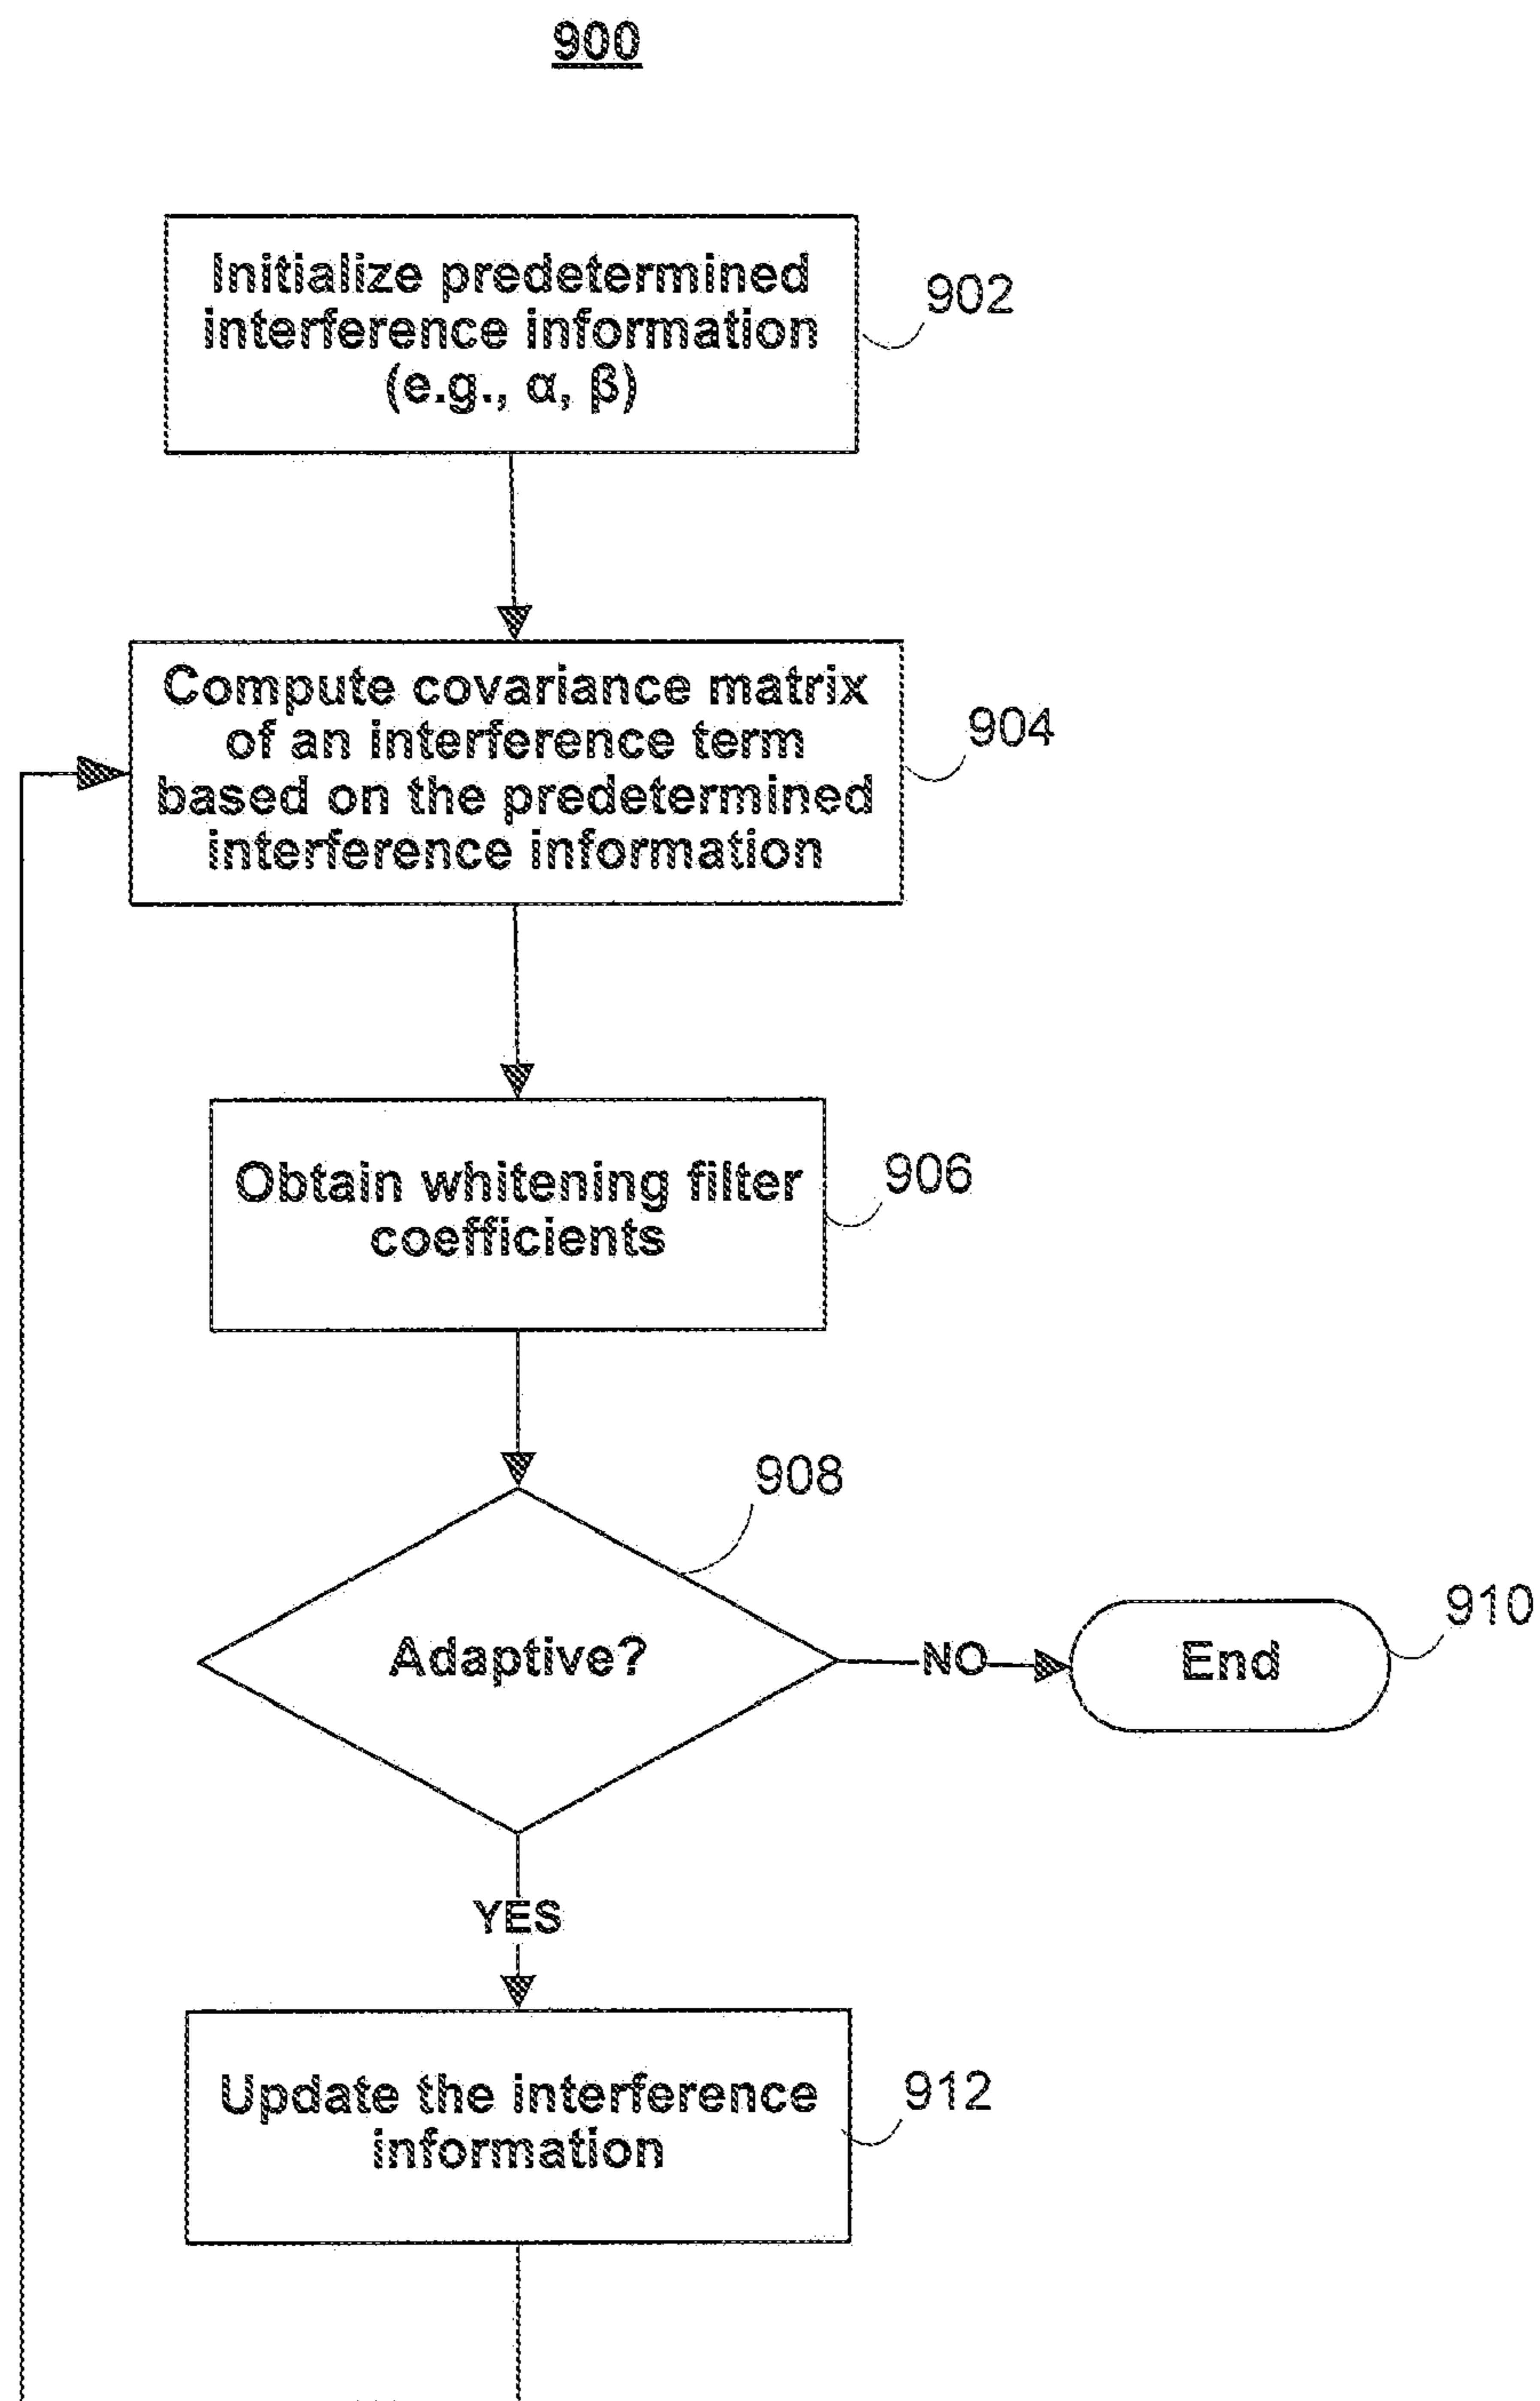 900
Initialize predetermined
interference information
(e.g., α, β)
902
Compute covariance matrix
of an interference term
based on the predetermined
interference information
904
Obtain whitening filter
coefficients
906
908
Adaptive?
NO
End
910
YES
Update the interference
information
912